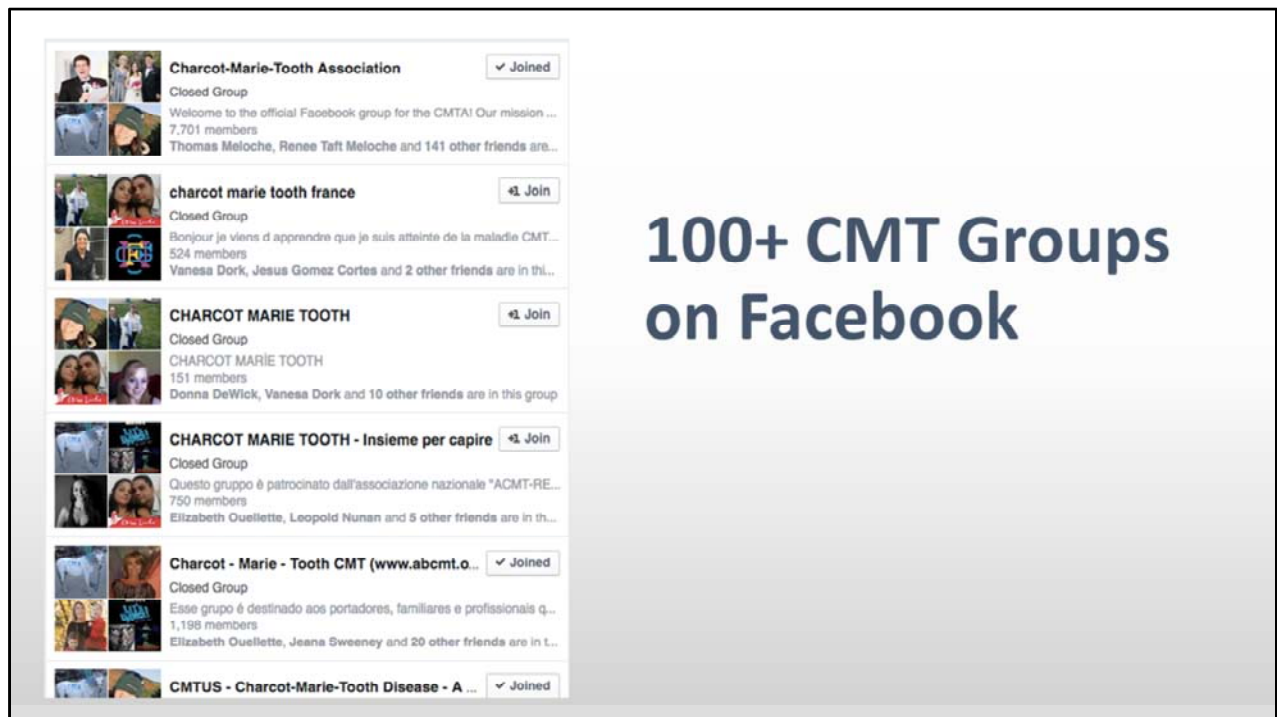 Charcot-Marie-Tooth Association
✓ Joined
Closed Group
Welcome to the official Facebook group for the CMTA! Our mission ...
7,701 members
Thomas Meloche, Renee Taft Meloche and 141 other friends are...
charcot marie tooth france
+1 Join
Closed Group
Bonjour je viens d apprendre que je suis atteinte de la maladie CMT...
524 members
Vanesa Dork, Jesus Gomez Cortes and 2 other friends are in thi...
CHARCOT MARIE TOOTH
+1 Join
Closed Group
CHARCOT MARİE TOOTH
151 members
Donna DeWick, Vanesa Dork and 10 other friends are in this group
CHARCOT MARIE TOOTH - Insieme per capire
+1 Join
Closed Group
Questo gruppo è patrocinato dall'associazione nazionale "ACMT-RE...
750 members
Elizabeth Ouellette, Leopold Nunan and 5 other friends are in th...
Charcot - Marie - Tooth CMT (www.abcmt.o...
✓ Joined
Closed Group
Esse grupo é destinado aos portadores, familiares e profissionais q...
1,198 members
Elizabeth Ouellette, Jeana Sweeney and 20 other friends are in t...
CMTUS - Charcot-Marie-Tooth Disease - A ...
✓ Joined
100+ CMT Groups
on Facebook